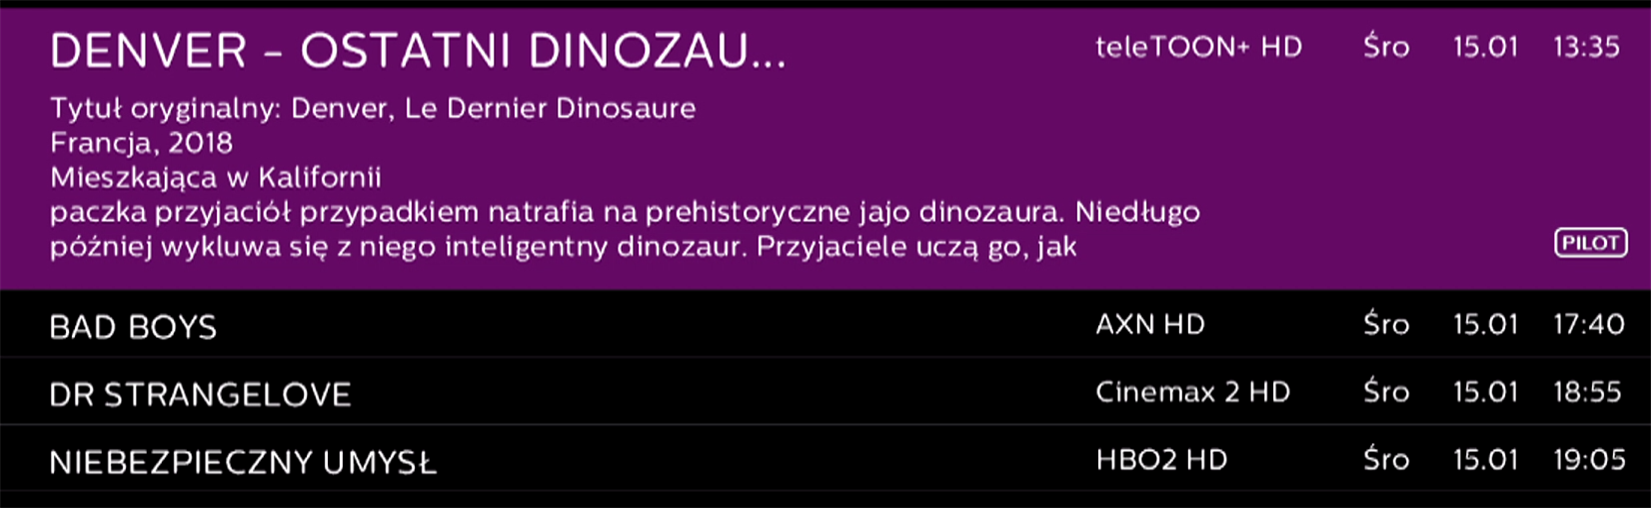 DENVER - OSTATNI DINOZAU... teleTOON+ HD Śro 15.01 13:35
Tytuł oryginalny: Denver, Le Dernier Dinosaure
Francja, 2018
Mieszkająca w Kalifornii
paczka przyjaciół przypadkiem natrafia na prehistoryczne jajo dinozaura. Niedługo
później wykluwa się z niego inteligentny dinozaur. Przyjaciele uczą go, jak
PILOT
BAD BOYS AXN HD Śro 15.01 17:40
DR STRANGELOVE Cinemax 2 HD Śro 15.01 18:55
NIEBEZPIECZNY UMYSŁ HBO2 HD Śro 15.01 19:05